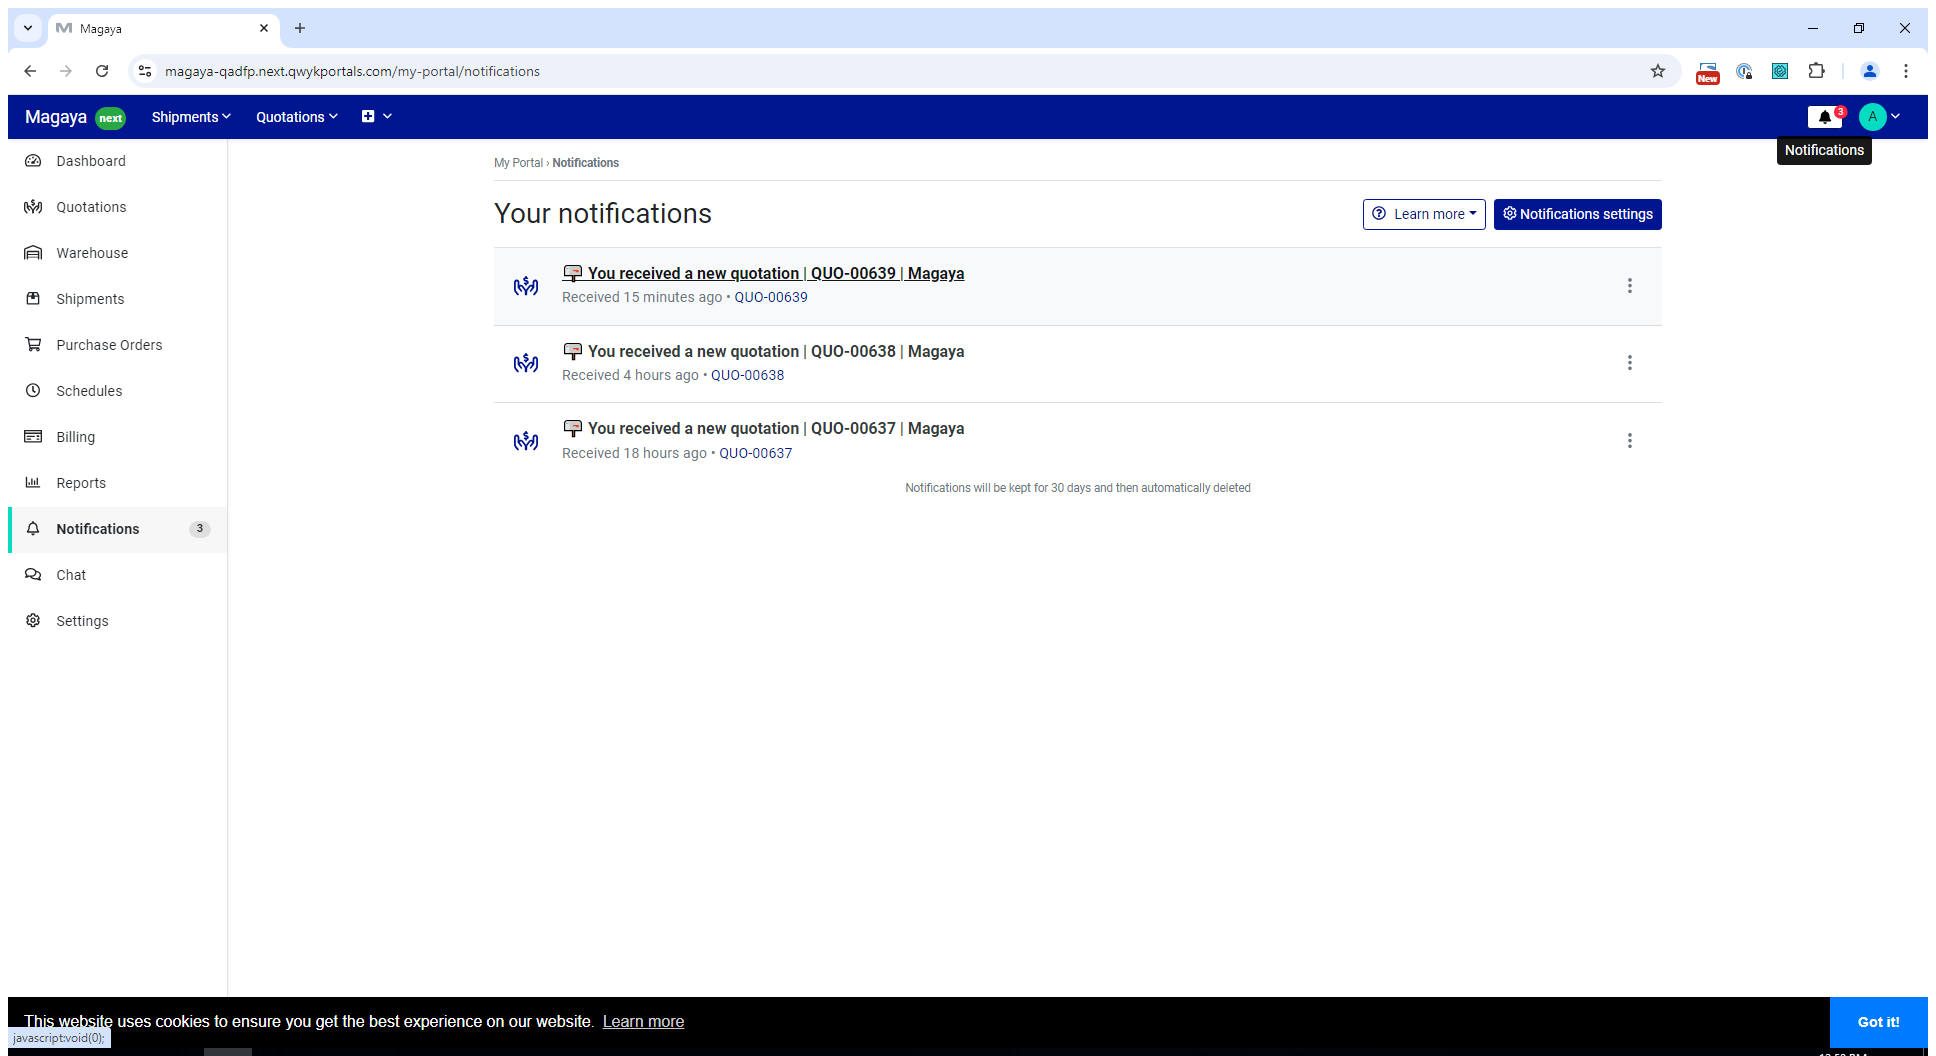 Magaya
magaya-qadfp.next.qwykportals.com/my-portal/notifications
New
Magaya next Shipments Quotations 3 A
Notifications
Dashboard
Quotations
Warehouse
Shipments
Purchase Orders
Schedules
Billing
Reports
Notifications 3
Chat
Settings
My Portal › Notifications
Your notifications
Learn more
Notifications settings
You received a new quotation | QUO-00639 | Magaya
Received 15 minutes ago • QUO-00639
You received a new quotation | QUO-00638 | Magaya
Received 4 hours ago • QUO-00638
You received a new quotation | QUO-00637 | Magaya
Received 18 hours ago • QUO-00637
Notifications will be kept for 30 days and then automatically deleted
This website uses cookies to ensure you get the best experience on our website. Learn more
Got it!
javascript:void(0);